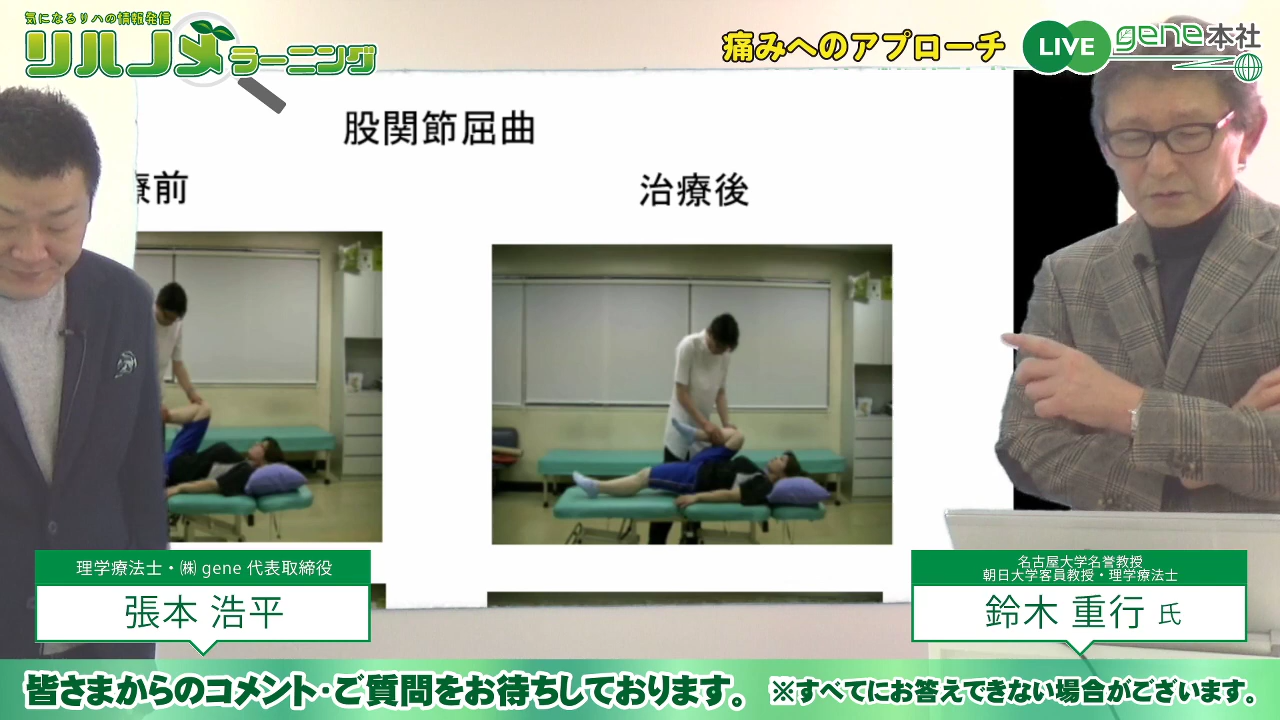 気になるリハの情報発信
リハノメ
ラーニング
痛みへのアプローチ
LIVE
gene本社
股関節屈曲
療前
治療後
理学療法士・㈱gene 代表取締役
張本 浩平
名古屋大学名誉教授
朝日大学客員教授・理学療法士
鈴木 重行 氏
皆さまからのコメント・ご質問をお待ちしております。 ※すべてにお答えできない場合がございます。